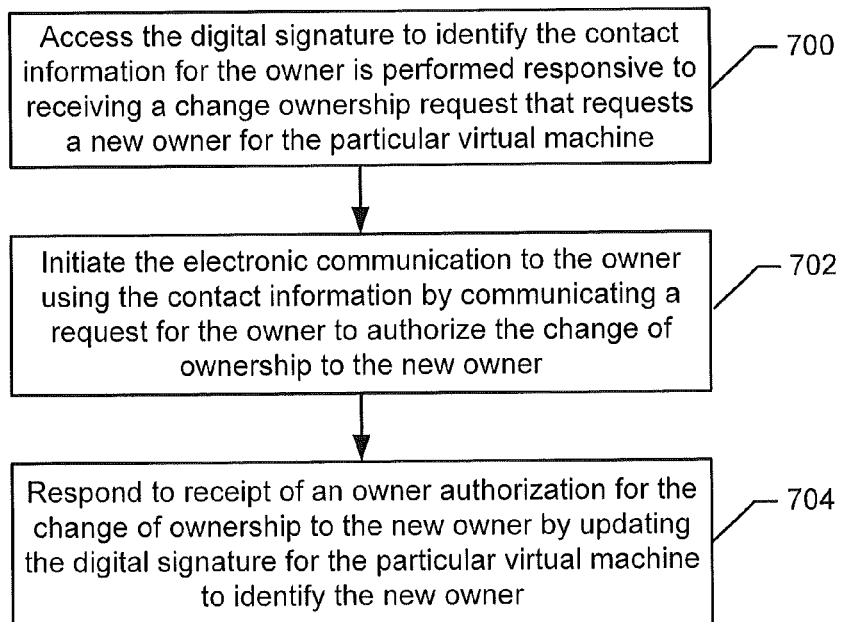 Access the digital signature to identify the contact
information for the owner is performed responsive to
receiving a change ownership request that requests
a new owner for the particular virtual machine
700
Initiate the electronic communication to the owner
using the contact information by communicating a
request for the owner to authorize the change of
ownership to the new owner
702
Respond to receipt of an owner authorization for the
change of ownership to the new owner by updating
the digital signature for the particular virtual machine
to identify the new owner
704